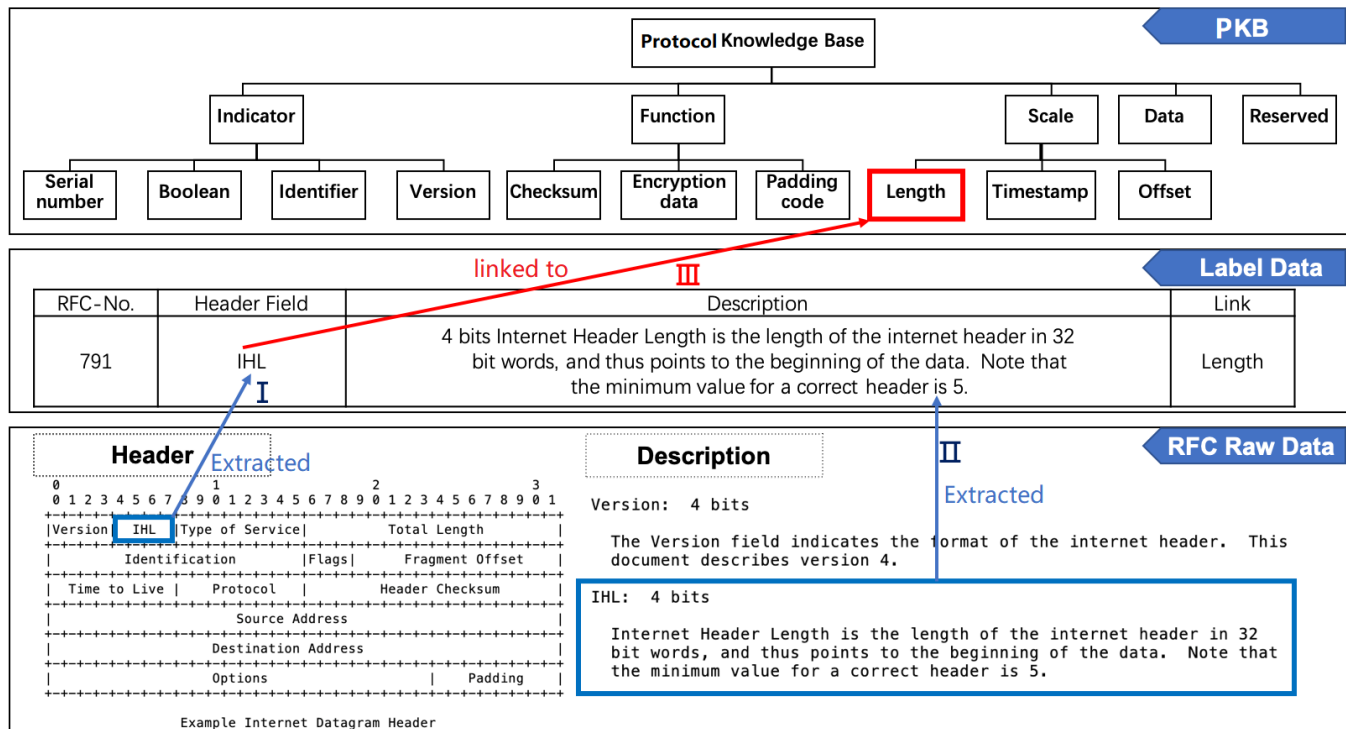 PKB
Protocol Knowledge Base
Indicator Function Scale Data Reserved
Serial number Boolean Identifier Version Checksum Encryption data Padding code Length Timestamp Offset
linked to
III
Label Data
RFC-No. Header Field Description Link
791 IHL 4 bits Internet Header Length is the length of the internet header in 32
bit words, and thus points to the beginning of the data. Note that
the minimum value for a correct header is 5. Length
I
RFC Raw Data
Header
Extracted
0 1 2 3
0 1 2 3 4 5 6 7 8 9 0 1 2 3 4 5 6 7 8 9 0 1 2 3 4 5 6 7 8 9 0 1
+-+-+-+-+-+-+-+-+-+-+-+-+-+-+-+-+-+-+-+-+-+-+-+-+-+-+-+-+-+-+-+-+
|Version| IHL |Type of Service| Total Length |
+-+-+-+-+-+-+-+-+-+-+-+-+-+-+-+-+-+-+-+-+-+-+-+-+-+-+-+-+-+-+-+-+
| Identification |Flags| Fragment Offset |
+-+-+-+-+-+-+-+-+-+-+-+-+-+-+-+-+-+-+-+-+-+-+-+-+-+-+-+-+-+-+-+-+
| Time to Live | Protocol | Header Checksum |
+-+-+-+-+-+-+-+-+-+-+-+-+-+-+-+-+-+-+-+-+-+-+-+-+-+-+-+-+-+-+-+-+
| Source Address |
+-+-+-+-+-+-+-+-+-+-+-+-+-+-+-+-+-+-+-+-+-+-+-+-+-+-+-+-+-+-+-+-+
| Destination Address |
+-+-+-+-+-+-+-+-+-+-+-+-+-+-+-+-+-+-+-+-+-+-+-+-+-+-+-+-+-+-+-+-+
| Options | Padding |
+-+-+-+-+-+-+-+-+-+-+-+-+-+-+-+-+-+-+-+-+-+-+-+-+-+-+-+-+-+-+-+-+
Example Internet Datagram Header
Description
II
Extracted
Version: 4 bits
The Version field indicates the format of the internet header. This
document describes version 4.
IHL: 4 bits
Internet Header Length is the length of the internet header in 32
bit words, and thus points to the beginning of the data. Note that
the minimum value for a correct header is 5.